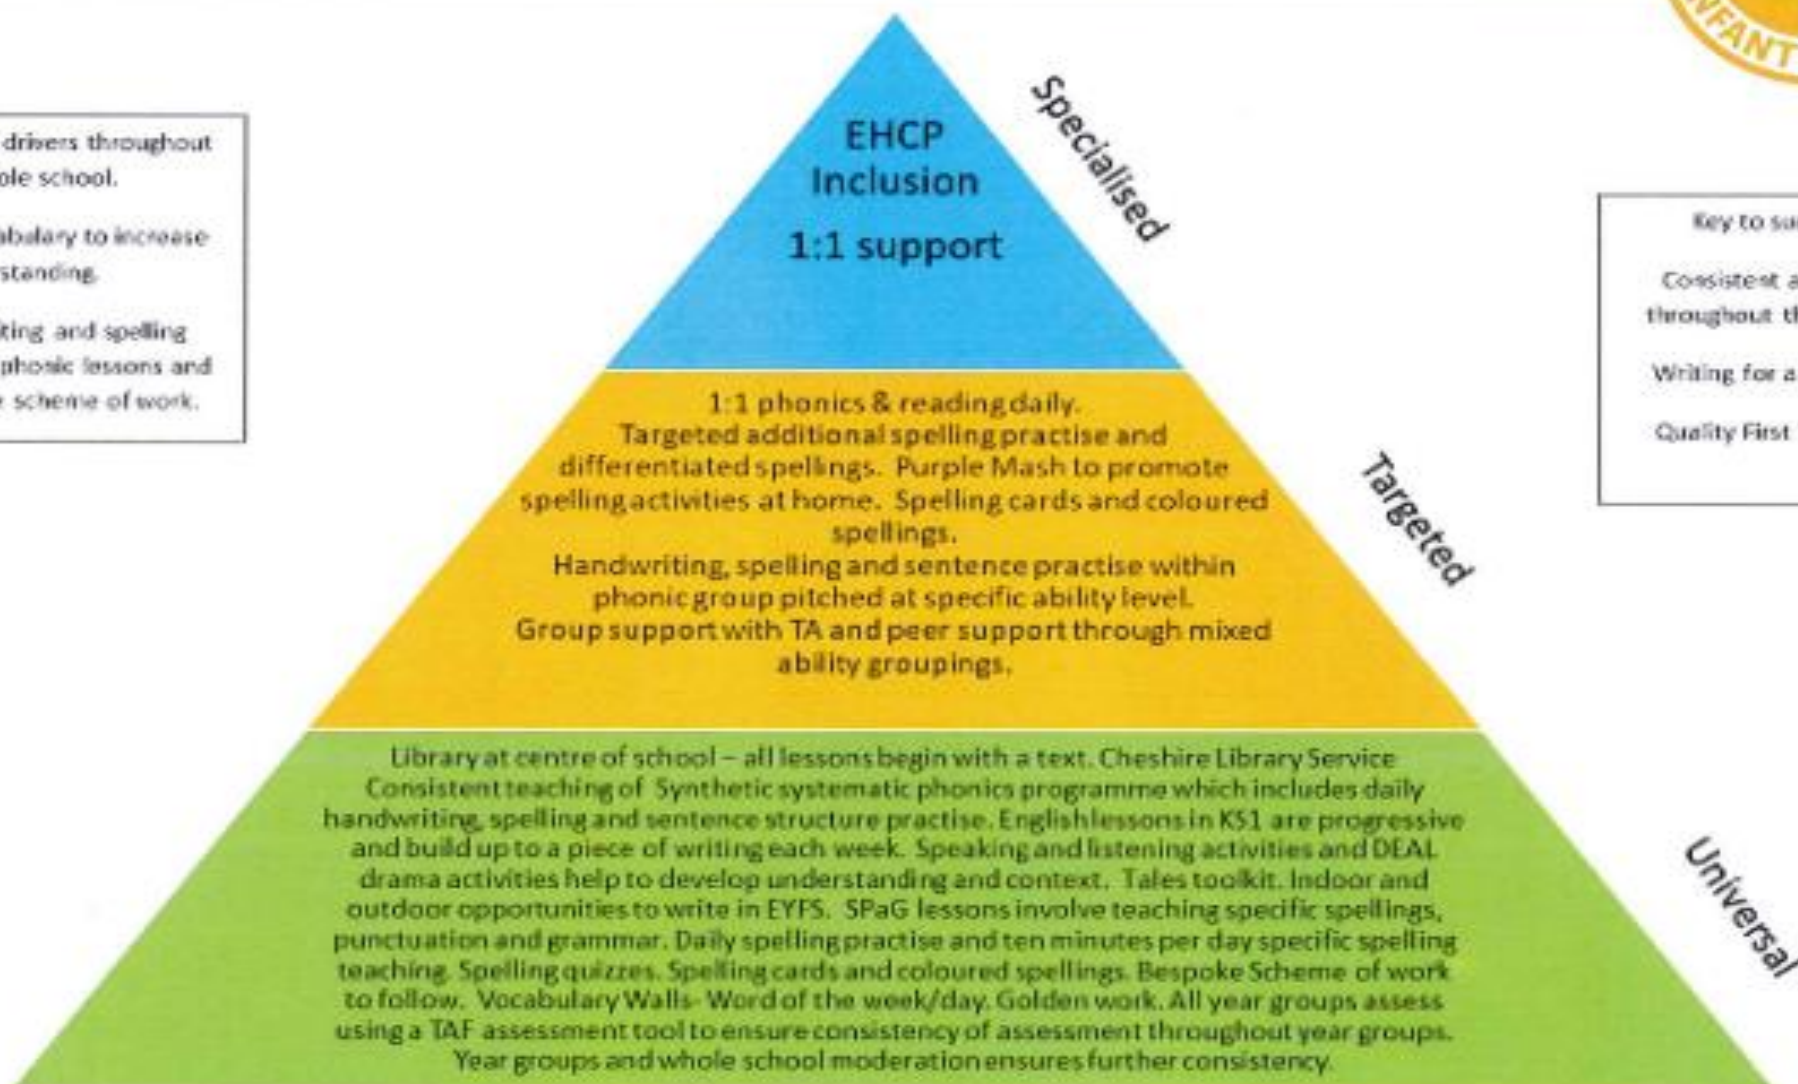 INFANT
drivers throughout
ole school.
abulary to increase
standing.
iting and spelling
phonic lessons and
scheme of work.
EHCP
Inclusion
1:1 support
Specialised
Key to su
Consistent a
throughout th
Writing for a
Quality First
1:1 phonics & reading daily.
Targeted additional spelling practise and
differentiated spellings. Purple Mash to promote
spelling activities at home. Spelling cards and coloured
spellings.
Handwriting, spelling and sentence practise within
phonic group pitched at specific ability level.
Group support with TA and peer support through mixed
ability groupings.
Targeted
Library at centre of school – all lessons begin with a text. Cheshire Library Service
Consistent teaching of Synthetic systematic phonics programme which includes daily
handwriting, spelling and sentence structure practise. English lessons in KS1 are progressive
and build up to a piece of writing each week. Speaking and listening activities and DEAL
drama activities help to develop understanding and context. Tales toolkit. Indoor and
outdoor opportunities to write in EYFS. SPaG lessons involve teaching specific spellings,
punctuation and grammar. Daily spelling practise and ten minutes per day specific spelling
teaching. Spelling quizzes. Spelling cards and coloured spellings. Bespoke Scheme of work
to follow. Vocabulary Walls- Word of the week/day. Golden work. All year groups assess
using a TAF assessment tool to ensure consistency of assessment throughout year groups.
Year groups and whole school moderation ensures further consistency.
Universal